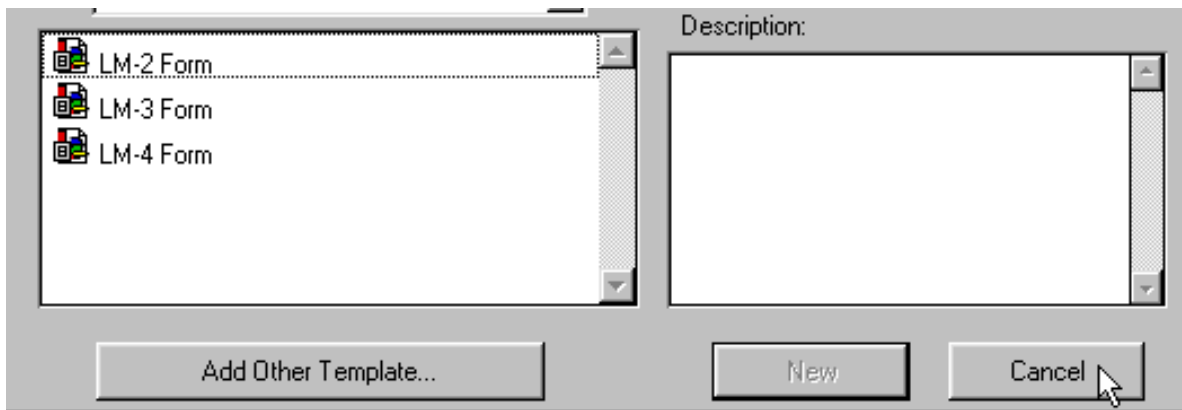 Description:
LM-2 Form
LM-3 Form
LM-4 Form
Add Other Template...
New
Cancel